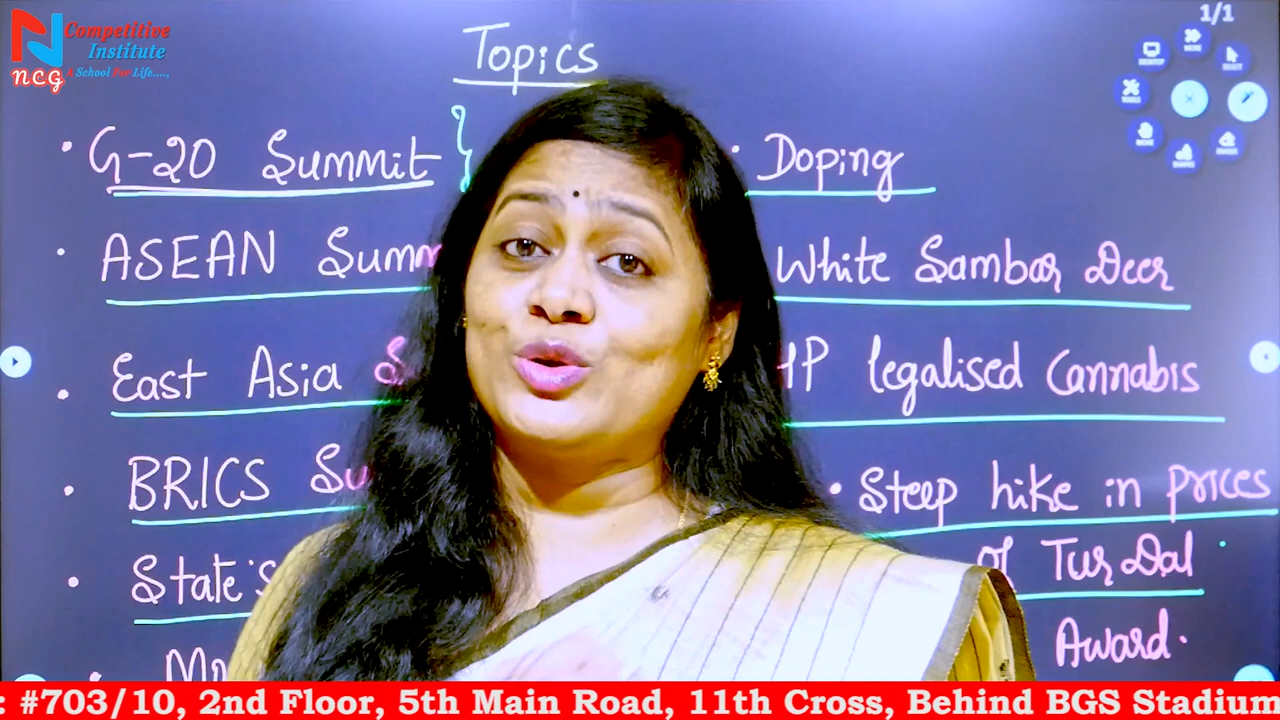 Competitive
Institute
ncg A School For Life....,
1/1
Topics
• G-20 Summit
• ASEAN
• East Asia
• BRICS
• State's
• Doping
White Sambar Deer
HP legalised Cannabis
• Steep hike in prices
of Tur Dal
Award.
: #703/10, 2nd Floor, 5th Main Road, 11th Cross, Behind BGS Stadium